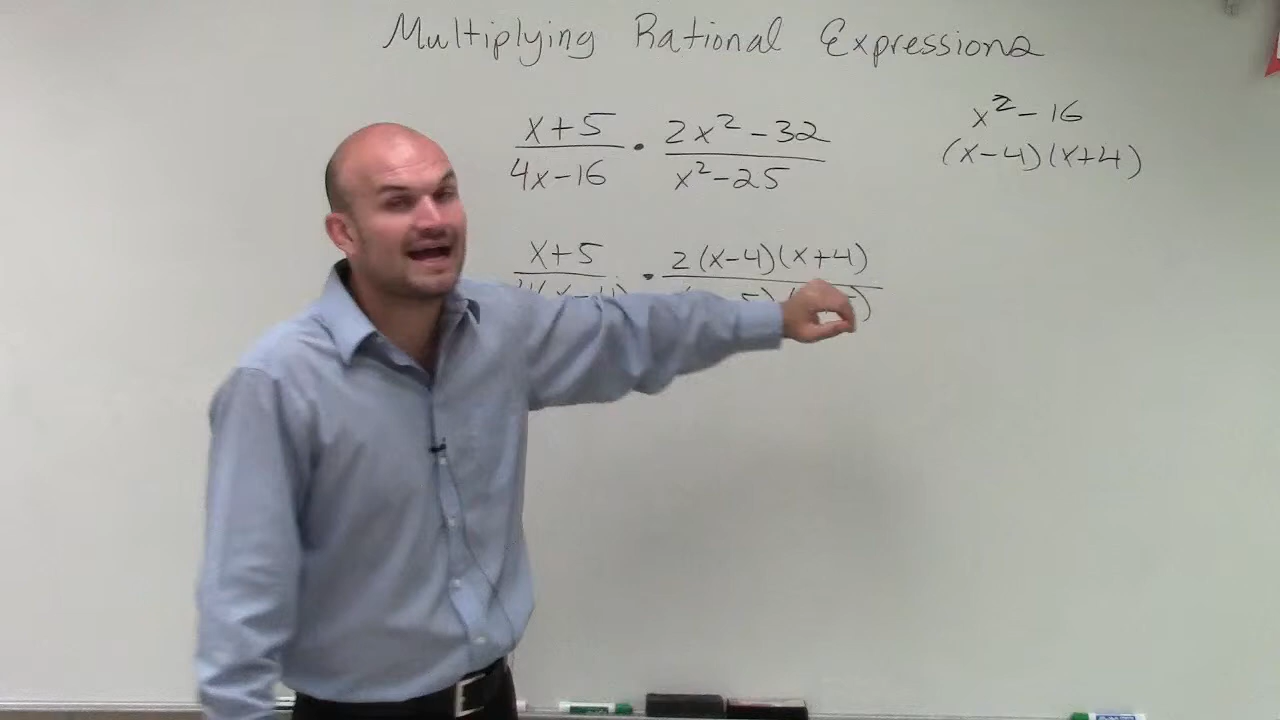 Multiplying Rational Expressions
x+5 / 4x-16 · 2x²-32 / x²-25
x²-16
(x-4)(x+4)
x+5 · 2(x-4)(x+4)